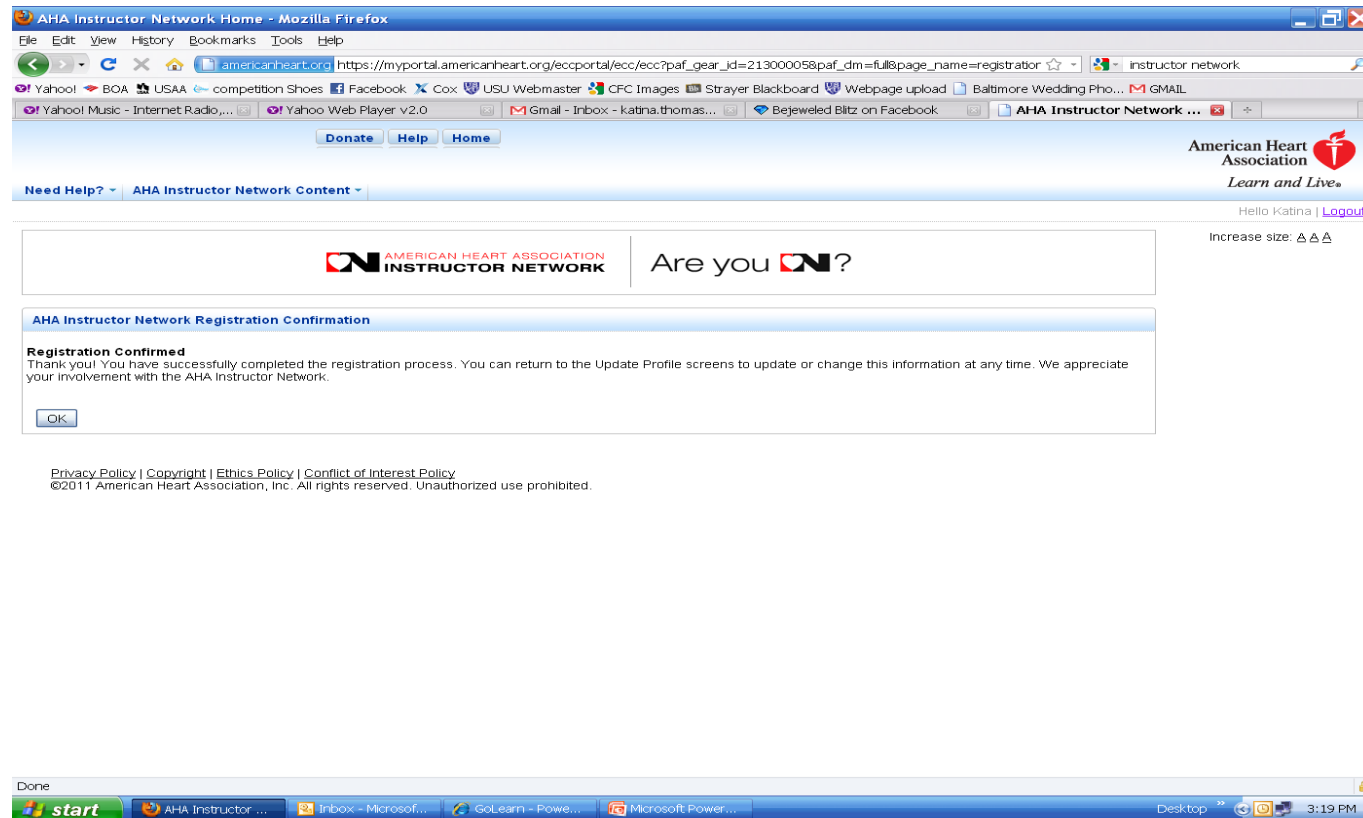 AHA Instructor Network Home - Mozilla Firefox
File Edit View History Bookmarks Tools Help
americanheart.org https://myportal.americanheart.org/eccportal/ecc/ecc?paf_gear_id=21300005&paf_dm=full&page_name=registration instructor network
Yahoo! BOA USAA competition Shoes Facebook Cox USU Webmaster CFC Images Strayer Blackboard Webpage upload Baltimore Wedding Pho... GMAIL
Yahoo! Music - Internet Radio,... Yahoo Web Player v2.0 Gmail - Inbox - katina.thomas... Bejeweled Blitz on Facebook AHA Instructor Network ...
Donate Help Home
American Heart
Association
Learn and Live®
Need Help? AHA Instructor Network Content
Hello Katina | Logout
Increase size: A A A
AMERICAN HEART ASSOCIATION
ON INSTRUCTOR NETWORK
Are you ON?
AHA Instructor Network Registration Confirmation
Registration Confirmed
Thank you! You have successfully completed the registration process. You can return to the Update Profile screens to update or change this information at any time. We appreciate
your involvement with the AHA Instructor Network.
OK
Privacy Policy | Copyright | Ethics Policy | Conflict of Interest Policy
©2011 American Heart Association, Inc. All rights reserved. Unauthorized use prohibited.
Done
start AHA Instructor ... Inbox - Microsof... GoLearn - Powe... Microsoft Power... Desktop » 3:19 PM